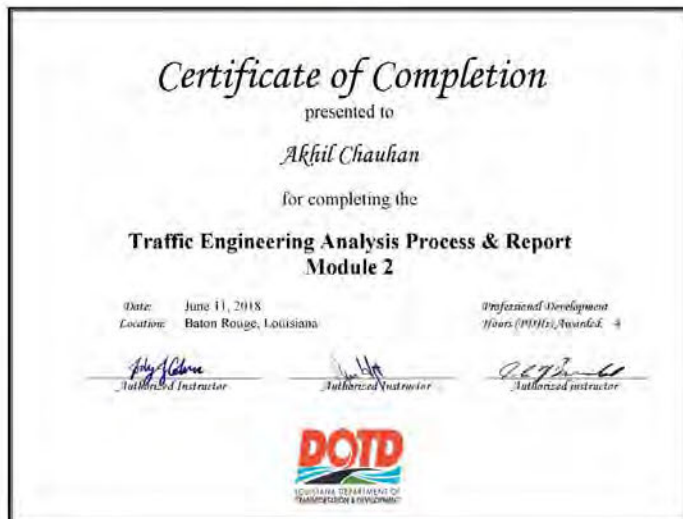 Certificate of Completion
presented to
Akhil Chauhan
for completing the
Traffic Engineering Analysis Process & Report
Module 2
Date: June 11, 2018
Location: Baton Rouge, Louisiana
Professional Development
Hours (PDHs) Awarded: 4
Authorized Instructor
Authorized Instructor
Authorized instructor
DOTD
LOUISIANA DEPARTMENT OF
TRANSPORTATION & DEVELOPMENT